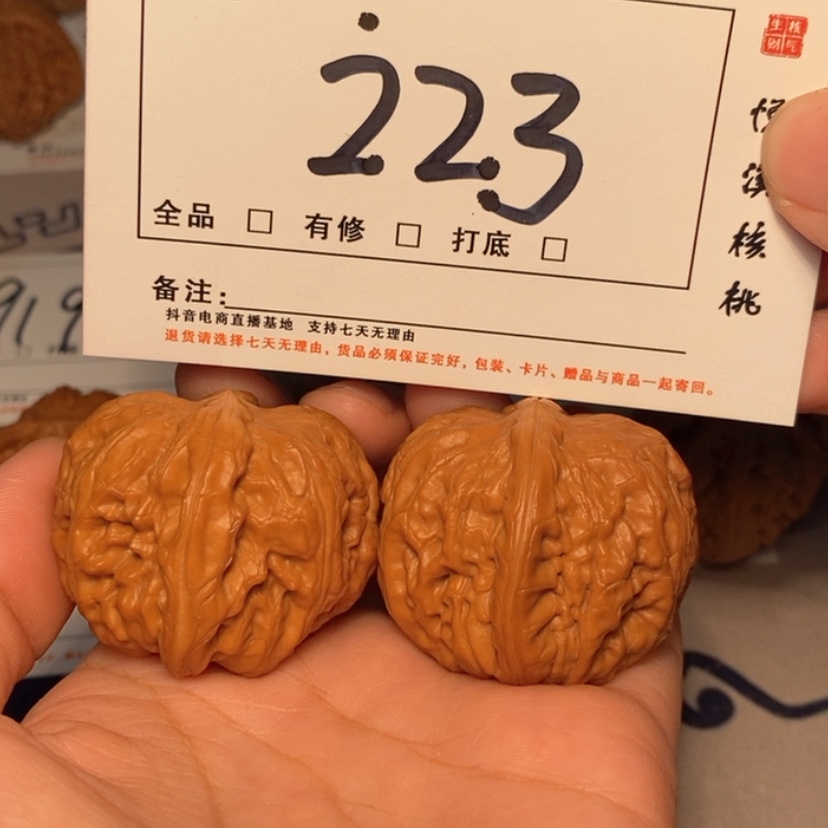 223
全品 □ 有修 □ 打底 □
备注:
抖音电商直播基地 支持七天无理由
退货请选择七天无理由，货品必须保证完好，包装、卡片、赠品与商品一起寄回。
核桃
919